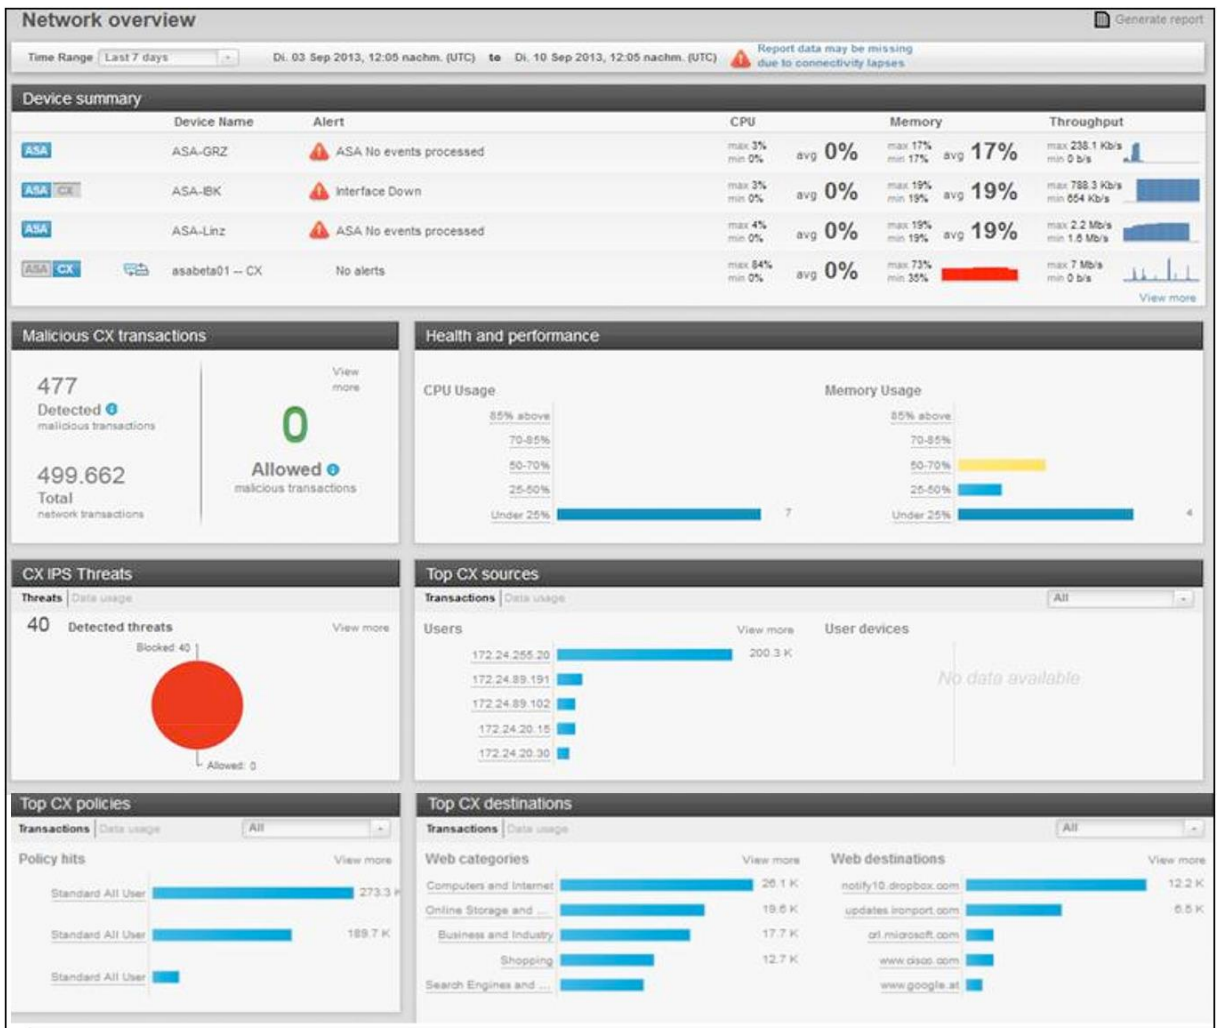 Network overview
Generate report
Time Range Last 7 days Di. 03 Sep 2013, 12:05 nachm. (UTC) to Di. 10 Sep 2013, 12:05 nachm. (UTC) Report data may be missing
due to connectivity lapses
Device summary
Device Name Alert CPU Memory Throughput
ASA ASA-GRZ ASA No events processed max 3% min 0% avg 0% max 17% min 17% avg 17% max 238.1 Kb/s min 0 b/s
ASA CX ASA-IBK Interface Down max 3% min 0% avg 0% max 19% min 19% avg 19% max 788.3 Kb/s min 654 Kb/s
ASA ASA-Linz ASA No events processed max 4% min 0% avg 0% max 19% min 19% avg 19% max 2.2 Mb/s min 1.6 Mb/s
ASA CX asabeta01 -- CX No alerts max 84% min 0% avg 0% max 73% min 35% max 7 Mb/s min 0 b/s
View more
Malicious CX transactions
477
Detected
malicious transactions
499.662
Total
network transactions
View
more
0
Allowed
malicious transactions
Health and performance
CPU Usage
85% above
70-85%
50-70%
25-50%
Under 25% 7
Memory Usage
85% above
70-85%
50-70%
25-50%
Under 25% 4
CX IPS Threats
Threats Data usage
40 Detected threats View more
Blocked 40
Allowed: 0
Top CX sources
Transactions Data usage All
Users View more
172.24.255.20 200.3 K
172.24.89.191
172.24.89.102
172.24.20.15
172.24.20.30
User devices
No data available
Top CX policies
Transactions Data usage All
Policy hits View more
Standard All User 273.3 K
Standard All User 189.7 K
Standard All User
Top CX destinations
Transactions Data usage All
Web categories View more
Computers and Internet 26.1 K
Online Storage and ... 19.6 K
Business and Industry 17.7 K
Shopping 12.7 K
Search Engines and ...
Web destinations View more
notify10.dropbox.com 12.2 K
updates.ironport.com 6.5 K
crl.microsoft.com
www.cisco.com
www.google.at